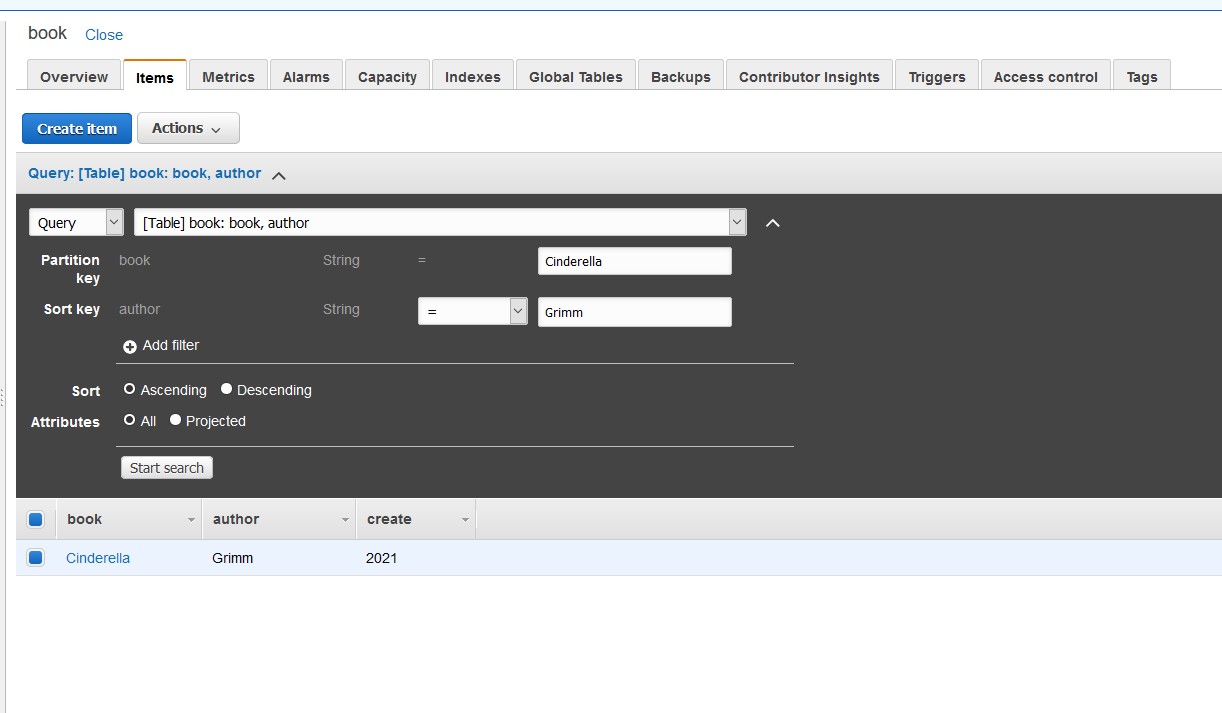 book Close
Overview Items Metrics Alarms Capacity Indexes Global Tables Backups Contributor Insights Triggers Access control Tags
Create item Actions
Query: [Table] book: book, author
Query [Table] book: book, author
Partition key book String = Cinderella
Sort key author String = Grimm
Add filter
Sort Ascending Descending
Attributes All Projected
Start search
book author create
Cinderella Grimm 2021